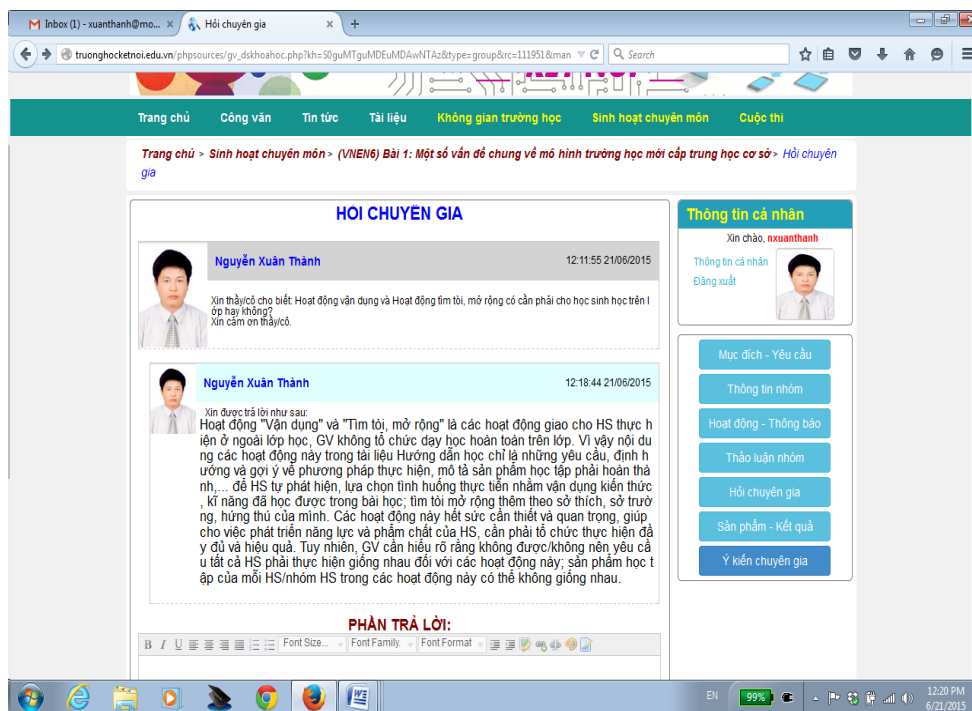 Inbox (1) - xuanthanh@mo...
Hỏi chuyên gia
truonghocketnoi.edu.vn/phpsources/gv_dskhoahoc.php?kh=S0guMTguMDEuMDAwNTAz&type=group&rc=111951&man
Search
KẾT NỐI
Trang chủ Công văn Tin tức Tài liệu Không gian trường học Sinh hoạt chuyên môn Cuộc thi
Trang chủ > Sinh hoạt chuyên môn > (VNEN6) Bài 1: Một số vấn đề chung về mô hình trường học mới cấp trung học cơ sở > Hỏi chuyên
gia
HỎI CHUYÊN GIA
Nguyễn Xuân Thành
12:11:55 21/06/2015
Xin thầy/cô cho biết: Hoạt động vận dụng và Hoạt động tìm tòi, mở rộng có cần phải cho học sinh học trên l
ớp hay không?
Xin cảm ơn thầy/cô.
Nguyễn Xuân Thành
12:18:44 21/06/2015
Xin được trả lời như sau:
Hoạt động "Vận dụng" và "Tìm tòi, mở rộng" là các hoạt động giao cho HS thực h
iện ở ngoài lớp học, GV không tổ chức dạy học hoàn toàn trên lớp. Vì vậy nội du
ng các hoạt động này trong tài liệu Hướng dẫn học chỉ là những yêu cầu, định h
ướng và gợi ý về phương pháp thực hiện, mô tả sản phẩm học tập phải hoàn thà
nh,... để HS tự phát hiện, lựa chọn tình huống thực tiễn nhằm vận dụng kiến thức
, kĩ năng đã học được trong bài học; tìm tòi mở rộng thêm theo sở thích, sở trườ
ng, hứng thú của mình. Các hoạt động này hết sức cần thiết và quan trọng, giúp
cho việc phát triển năng lực và phẩm chất của HS, cần phải tổ chức thực hiện đầ
y đủ và hiệu quả. Tuy nhiên, GV cần hiểu rõ rằng không được/không nên yêu cầ
u tất cả HS phải thực hiện giống nhau đối với các hoạt động này; sản phẩm học t
ập của mỗi HS/nhóm HS trong các hoạt động này có thể không giống nhau.
PHẦN TRẢ LỜI:
B I U Font Size... Font Family. Font Format
Thông tin cá nhân
Xin chào, nxuanthanh
Thông tin cá nhân
Đăng xuất
Mục đích - Yêu cầu
Thông tin nhóm
Hoạt động - Thông báo
Thảo luận nhóm
Hỏi chuyên gia
Sản phẩm - Kết quả
Ý kiến chuyên gia
EN 99% 12:20 PM
6/21/2015